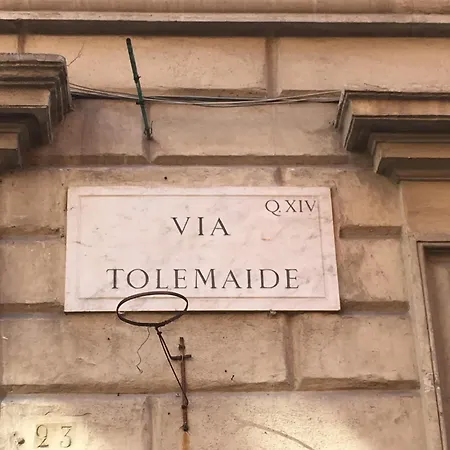 Q. XIV
VIA
TOLEMAIDE
23